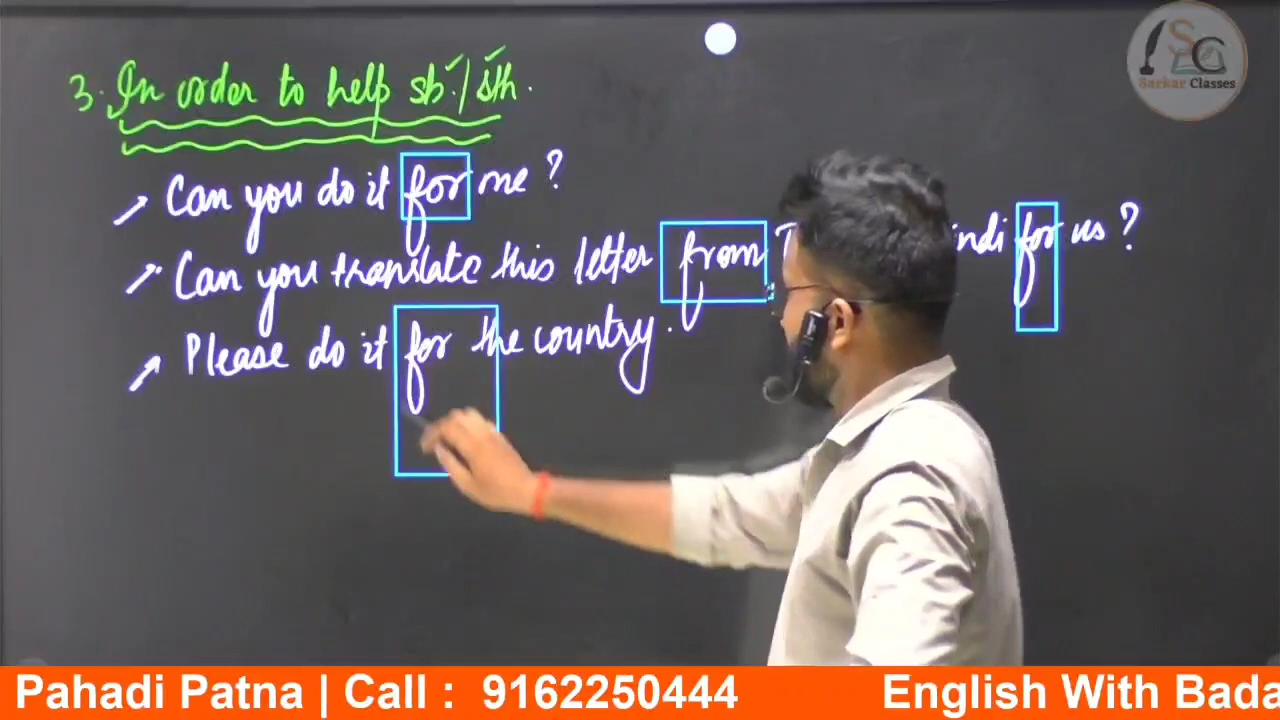 3. In order to help sb./sth.
Can you do it for me?
Can you translate this letter from indi for us?
Please do it for the country.
SC
Sarkar Classes
Pahadi Patna | Call : 9162250444 English With Bada